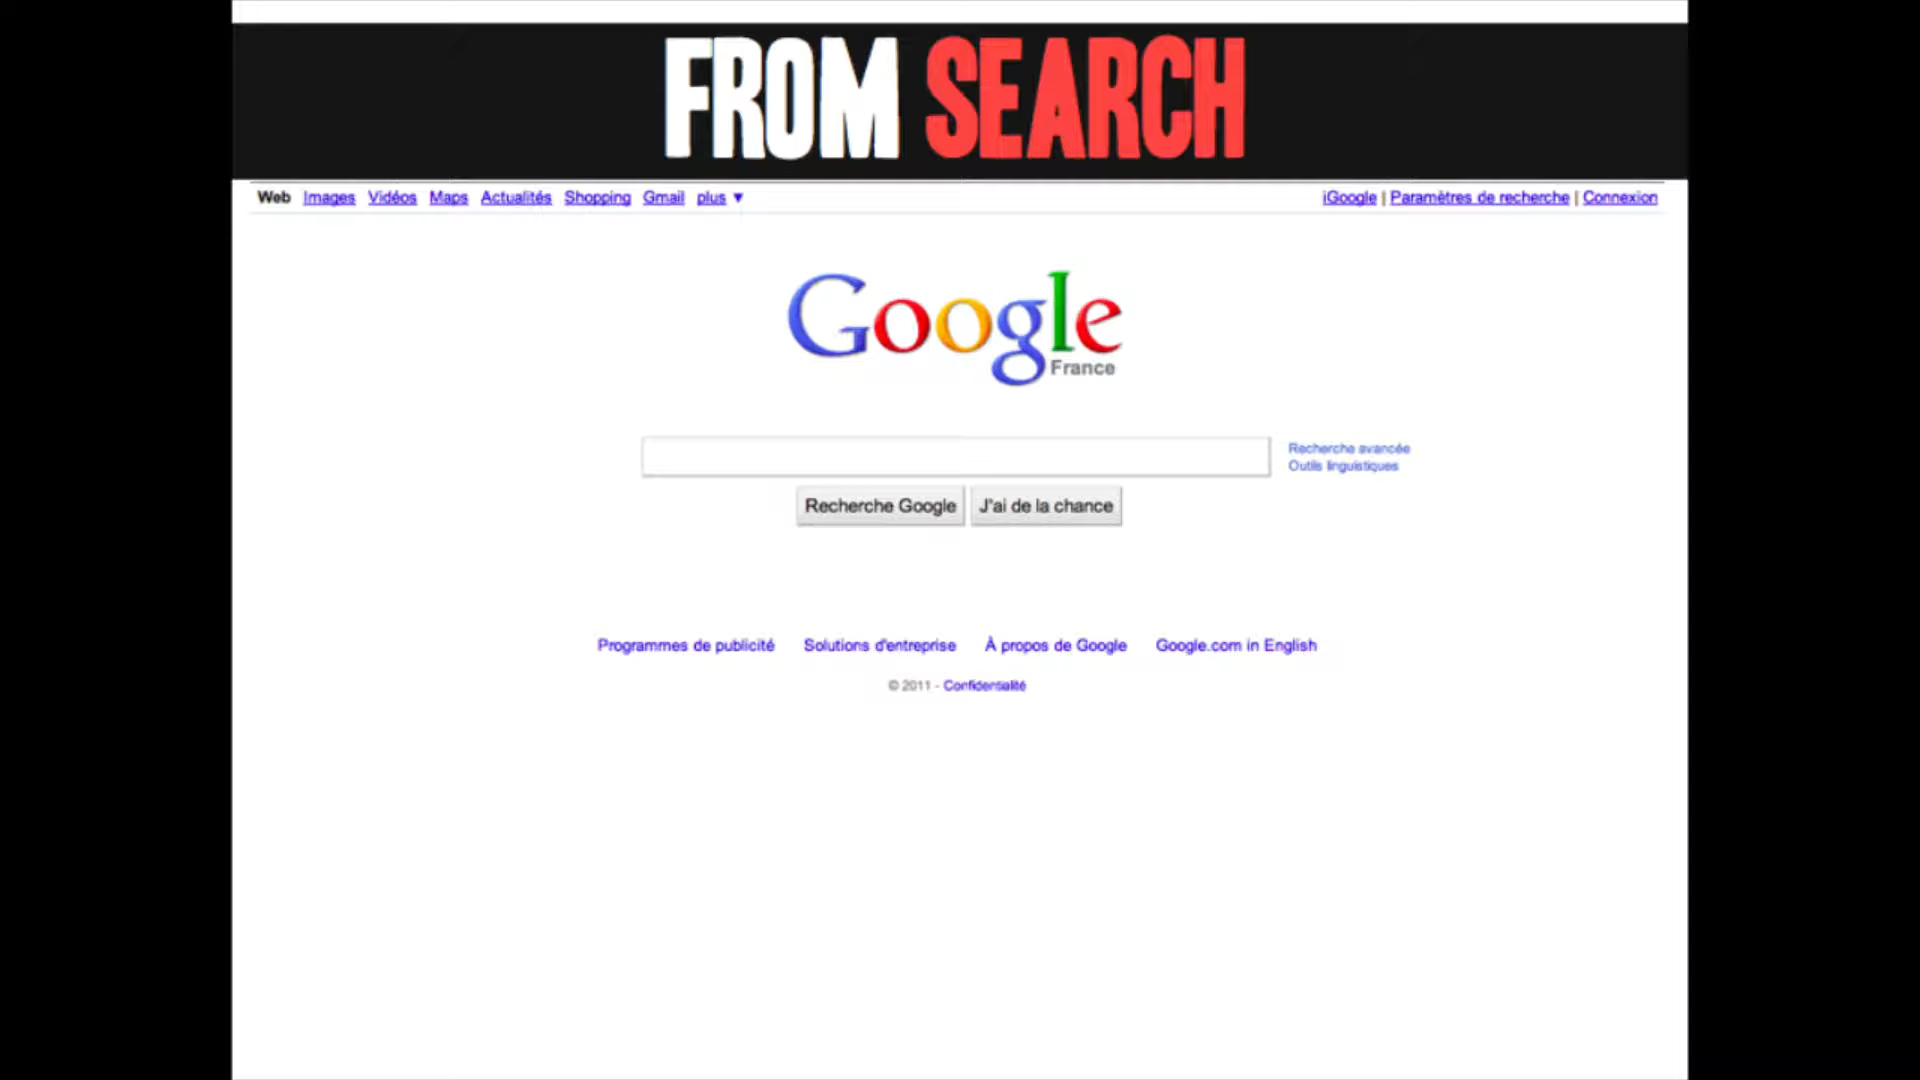 FROM SEARCH
Web Images Vidéos Maps Actualités Shopping Gmail plus ▼ iGoogle | Paramètres de recherche | Connexion
Google
France
Recherche avancée
Outils linguistiques
Recherche Google J'ai de la chance
Programmes de publicité Solutions d'entreprise À propos de Google Google.com in English
© 2011 - Confidentialité